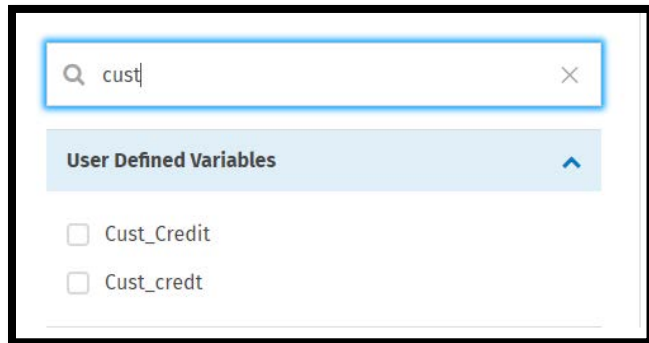 cust
User Defined Variables
Cust_Credit
Cust_credt